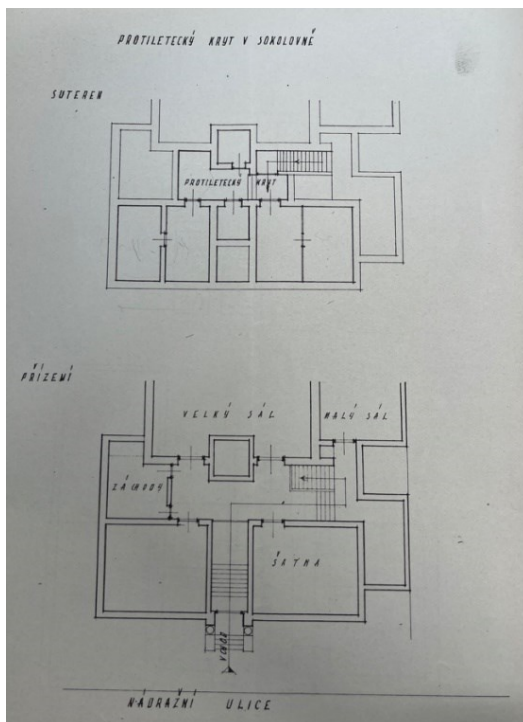 PROTILETECKÝ KRYT V SOKOLOVNĚ
SUTEREN
PROTILETECKÝ KRYT
PŘÍZEMÍ
VELKÝ SÁL
MALÝ SÁL
ZÁCHODY
ŠATNA
VCHOD
NÁDRAŽNÍ ULICE